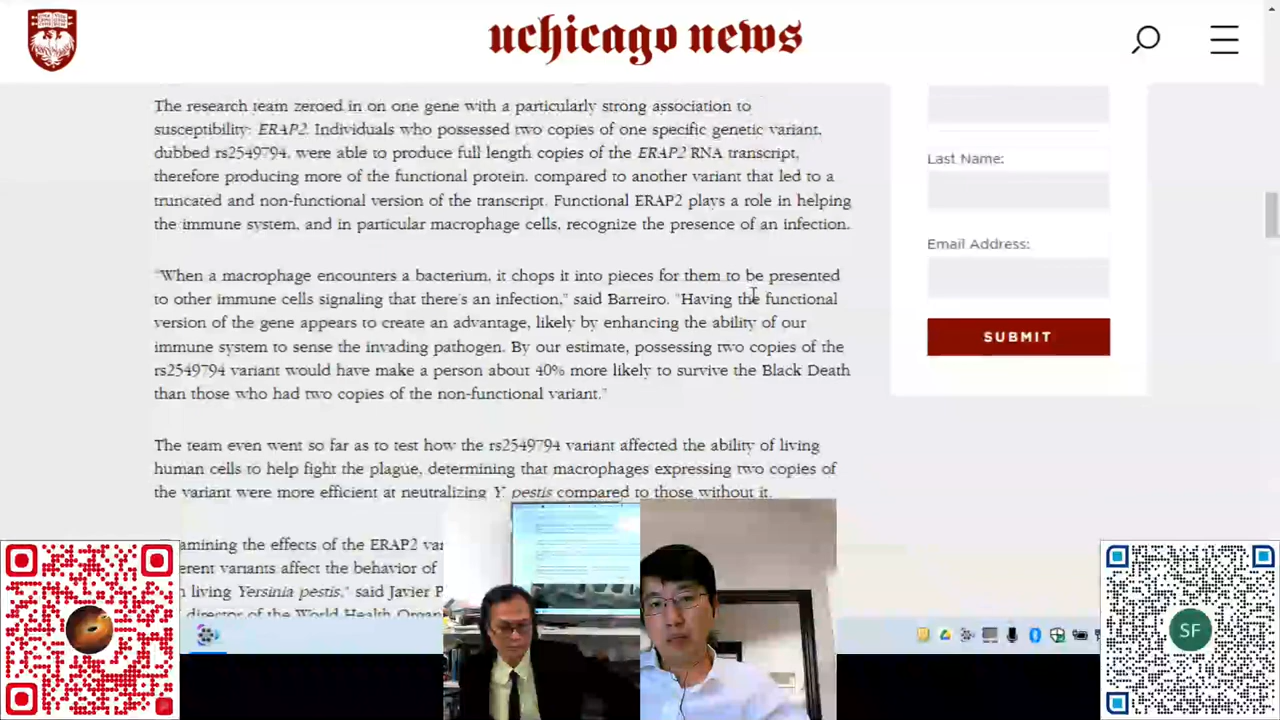 uchicago news
The research team zeroed in on one gene with a particularly strong association to
susceptibility: ERAP2. Individuals who possessed two copies of one specific genetic variant,
dubbed rs2549794, were able to produce full length copies of the ERAP2 RNA transcript,
therefore producing more of the functional protein, compared to another variant that led to a
truncated and non-functional version of the transcript. Functional ERAP2 plays a role in helping
the immune system, and in particular macrophage cells, recognize the presence of an infection.
"When a macrophage encounters a bacterium, it chops it into pieces for them to be presented
to other immune cells signaling that there's an infection," said Barreiro. "Having the functional
version of the gene appears to create an advantage, likely by enhancing the ability of our
immune system to sense the invading pathogen. By our estimate, possessing two copies of the
rs2549794 variant would have make a person about 40% more likely to survive the Black Death
than those who had two copies of the non-functional variant."
The team even went so far as to test how the rs2549794 variant affected the ability of living
human cells to help fight the plague, determining that macrophages expressing two copies of
the variant were more efficient at neutralizing Y. pestis compared to those without it.
amining the effects of the ERAP2 var
erent variants affect the behavior of
living Yersinia pestis," said Javier P
director of the World Health Organ
Last Name:
Email Address:
SUBMIT
SF